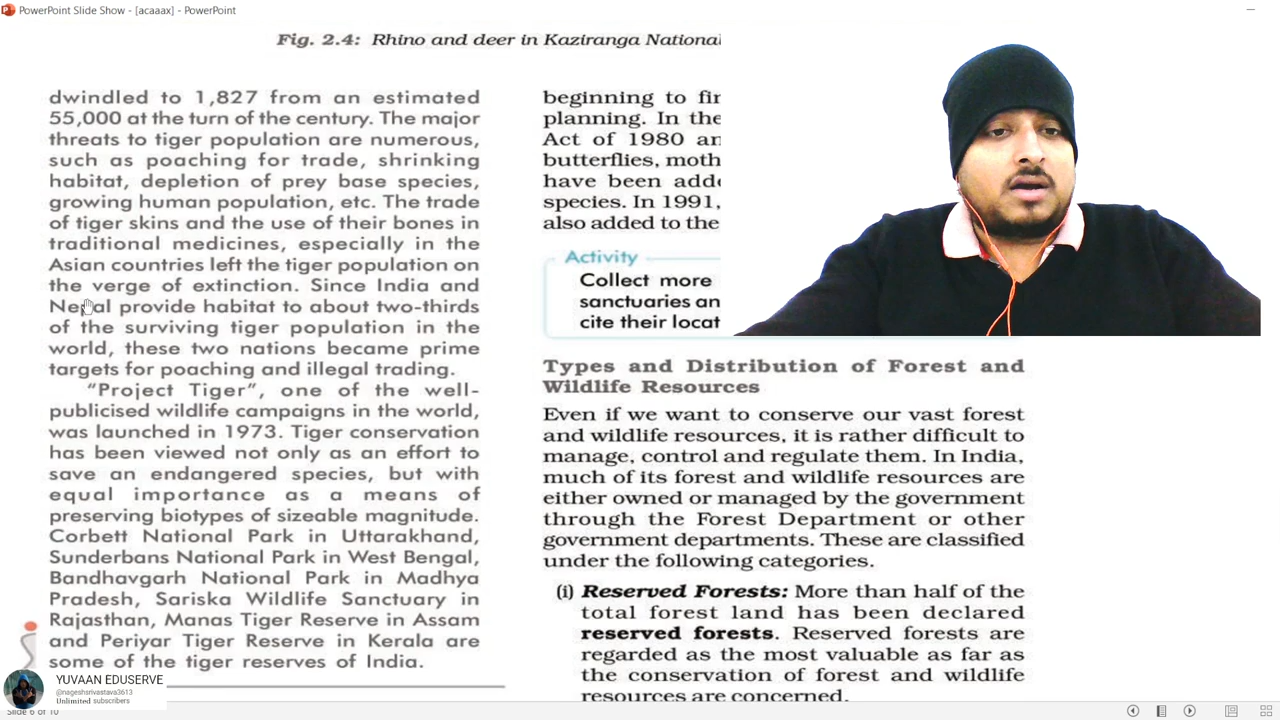 PowerPoint Slide Show - [acaaax] - PowerPoint
Fig. 2.4: Rhino and deer in Kaziranga National
dwindled to 1,827 from an estimated
55,000 at the turn of the century. The major
threats to tiger population are numerous,
such as poaching for trade, shrinking
habitat, depletion of prey base species,
growing human population, etc. The trade
of tiger skins and the use of their bones in
traditional medicines, especially in the
Asian countries left the tiger population on
the verge of extinction. Since India and
Nepal provide habitat to about two-thirds
of the surviving tiger population in the
world, these two nations became prime
targets for poaching and illegal trading.
“Project Tiger”, one of the well-
publicised wildlife campaigns in the world,
was launched in 1973. Tiger conservation
has been viewed not only as an effort to
save an endangered species, but with
equal importance as a means of
preserving biotypes of sizeable magnitude.
Corbett National Park in Uttarakhand,
Sunderbans National Park in West Bengal,
Bandhavgarh National Park in Madhya
Pradesh, Sariska Wildlife Sanctuary in
Rajasthan, Manas Tiger Reserve in Assam
and Periyar Tiger Reserve in Kerala are
some of the tiger reserves of India.
beginning to
planning. In the
Act of 1980
butterflies,
have been
species. In 1991,
also added to the
Activity
Collect more
sanctuaries
cite their
Types and Distribution of Forest and
Wildlife Resources
Even if we want to conserve our vast forest
and wildlife resources, it is rather difficult to
manage, control and regulate them. In India,
much of its forest and wildlife resources are
either owned or managed by the government
through the Forest Department or other
government departments. These are classified
under the following categories.
(i) Reserved Forests: More than half of the
total forest land has been declared
reserved forests. Reserved forests are
regarded as the most valuable as far as
the conservation of forest and wildlife
resources are concerned.
YUVAAN EDUSERVE
@nageshsrivastava3613
Unlimited subscribers
Slide 6 of 10